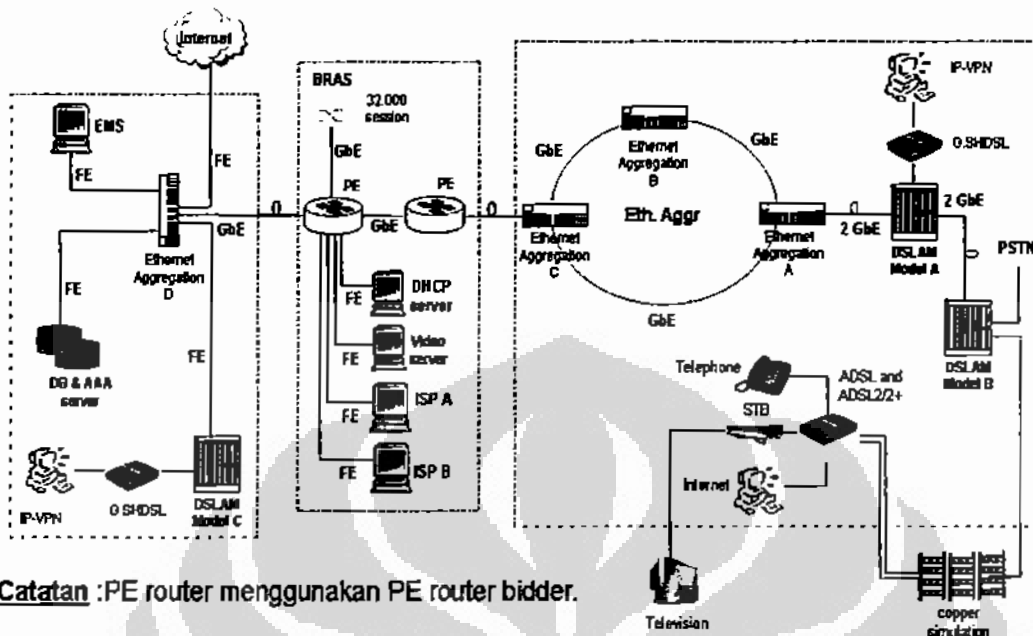 Internet
EMS
FE
FE
FE
GbE
Ethernet
Aggregation
D
FE
DB & AAA
server
FE
IP-VPN
G.SHDSL
DSLAM
Model C
BRAS
32.000
session
GbE
PE
PE
GbE
FE
DHCP
server
FE
Video
server
FE
ISP A
FE
ISP B
GbE
Ethernet
Aggregation
B
GbE
Eth. Aggr
Ethernet
Aggregation
C
Ethernet
Aggregation
A
GbE
2 GbE
IP-VPN
G.SHDSL
2 GbE
DSLAM
Model A
PSTN
DSLAM
Model B
Telephone
ADSL and
ADSL2/2+
STB
Internet
Television
copper
simulation
Catatan :PE router menggunakan PE router bidder.